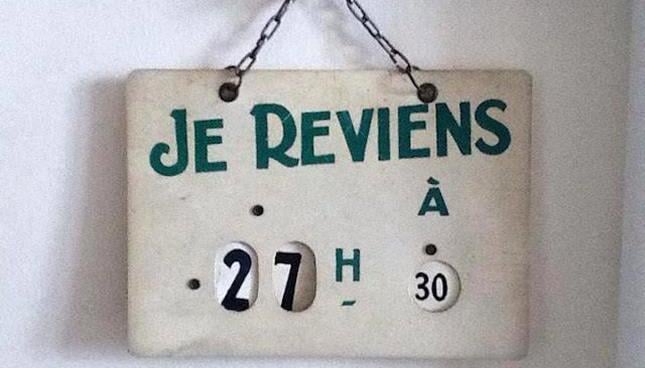 JE REVIENS
À
27 H 30